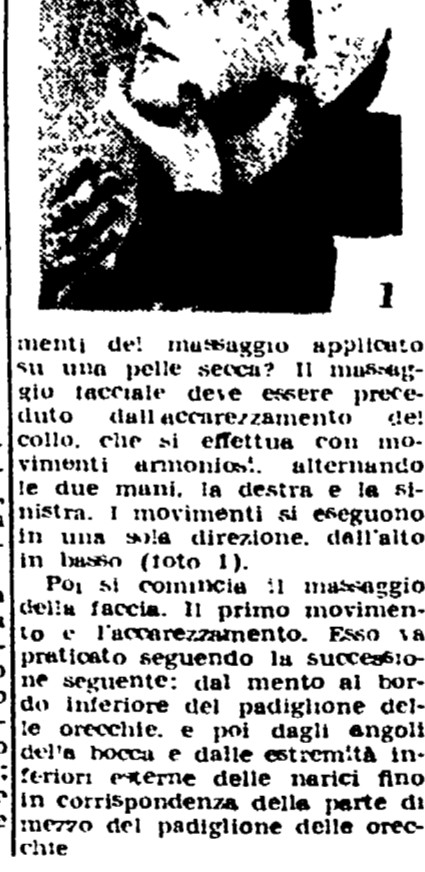 1
menti del massaggio applicato
su una pelle secca? Il massag-
gio facciale deve essere prece-
duto dall'accarezzamento del
collo, che si effettua con mo-
vimenti armoniosi, alternando
le due mani, la destra e la si-
nistra. I movimenti si eseguono
in una sola direzione, dall'alto
in basso (foto 1).
Poi si comincia il massaggio
della faccia. Il primo movimen-
to è l'accarezzamento. Esso va
praticato seguendo la successio-
ne seguente: dal mento al bor-
do inferiore del padiglione del-
le orecchie, e poi dagli angoli
della bocca e dalle estremità in-
feriori esterne delle narici fino
in corrispondenza della parte di
mezzo del padiglione delle orec-
chie